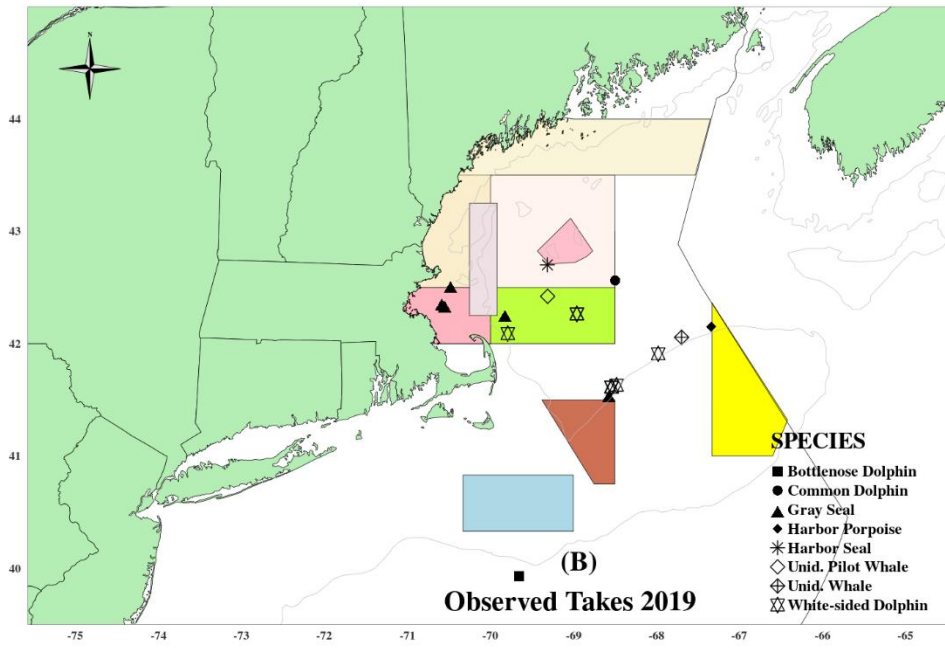 N
44
43
42
41
40
SPECIES
Bottlenose Dolphin
Common Dolphin
Gray Seal
Harbor Porpoise
Harbor Seal
Unid. Pilot Whale
Unid. Whale
White-sided Dolphin
(B)
Observed Takes 2019
-75 -74 -73 -72 -71 -70 -69 -68 -67 -66 -65